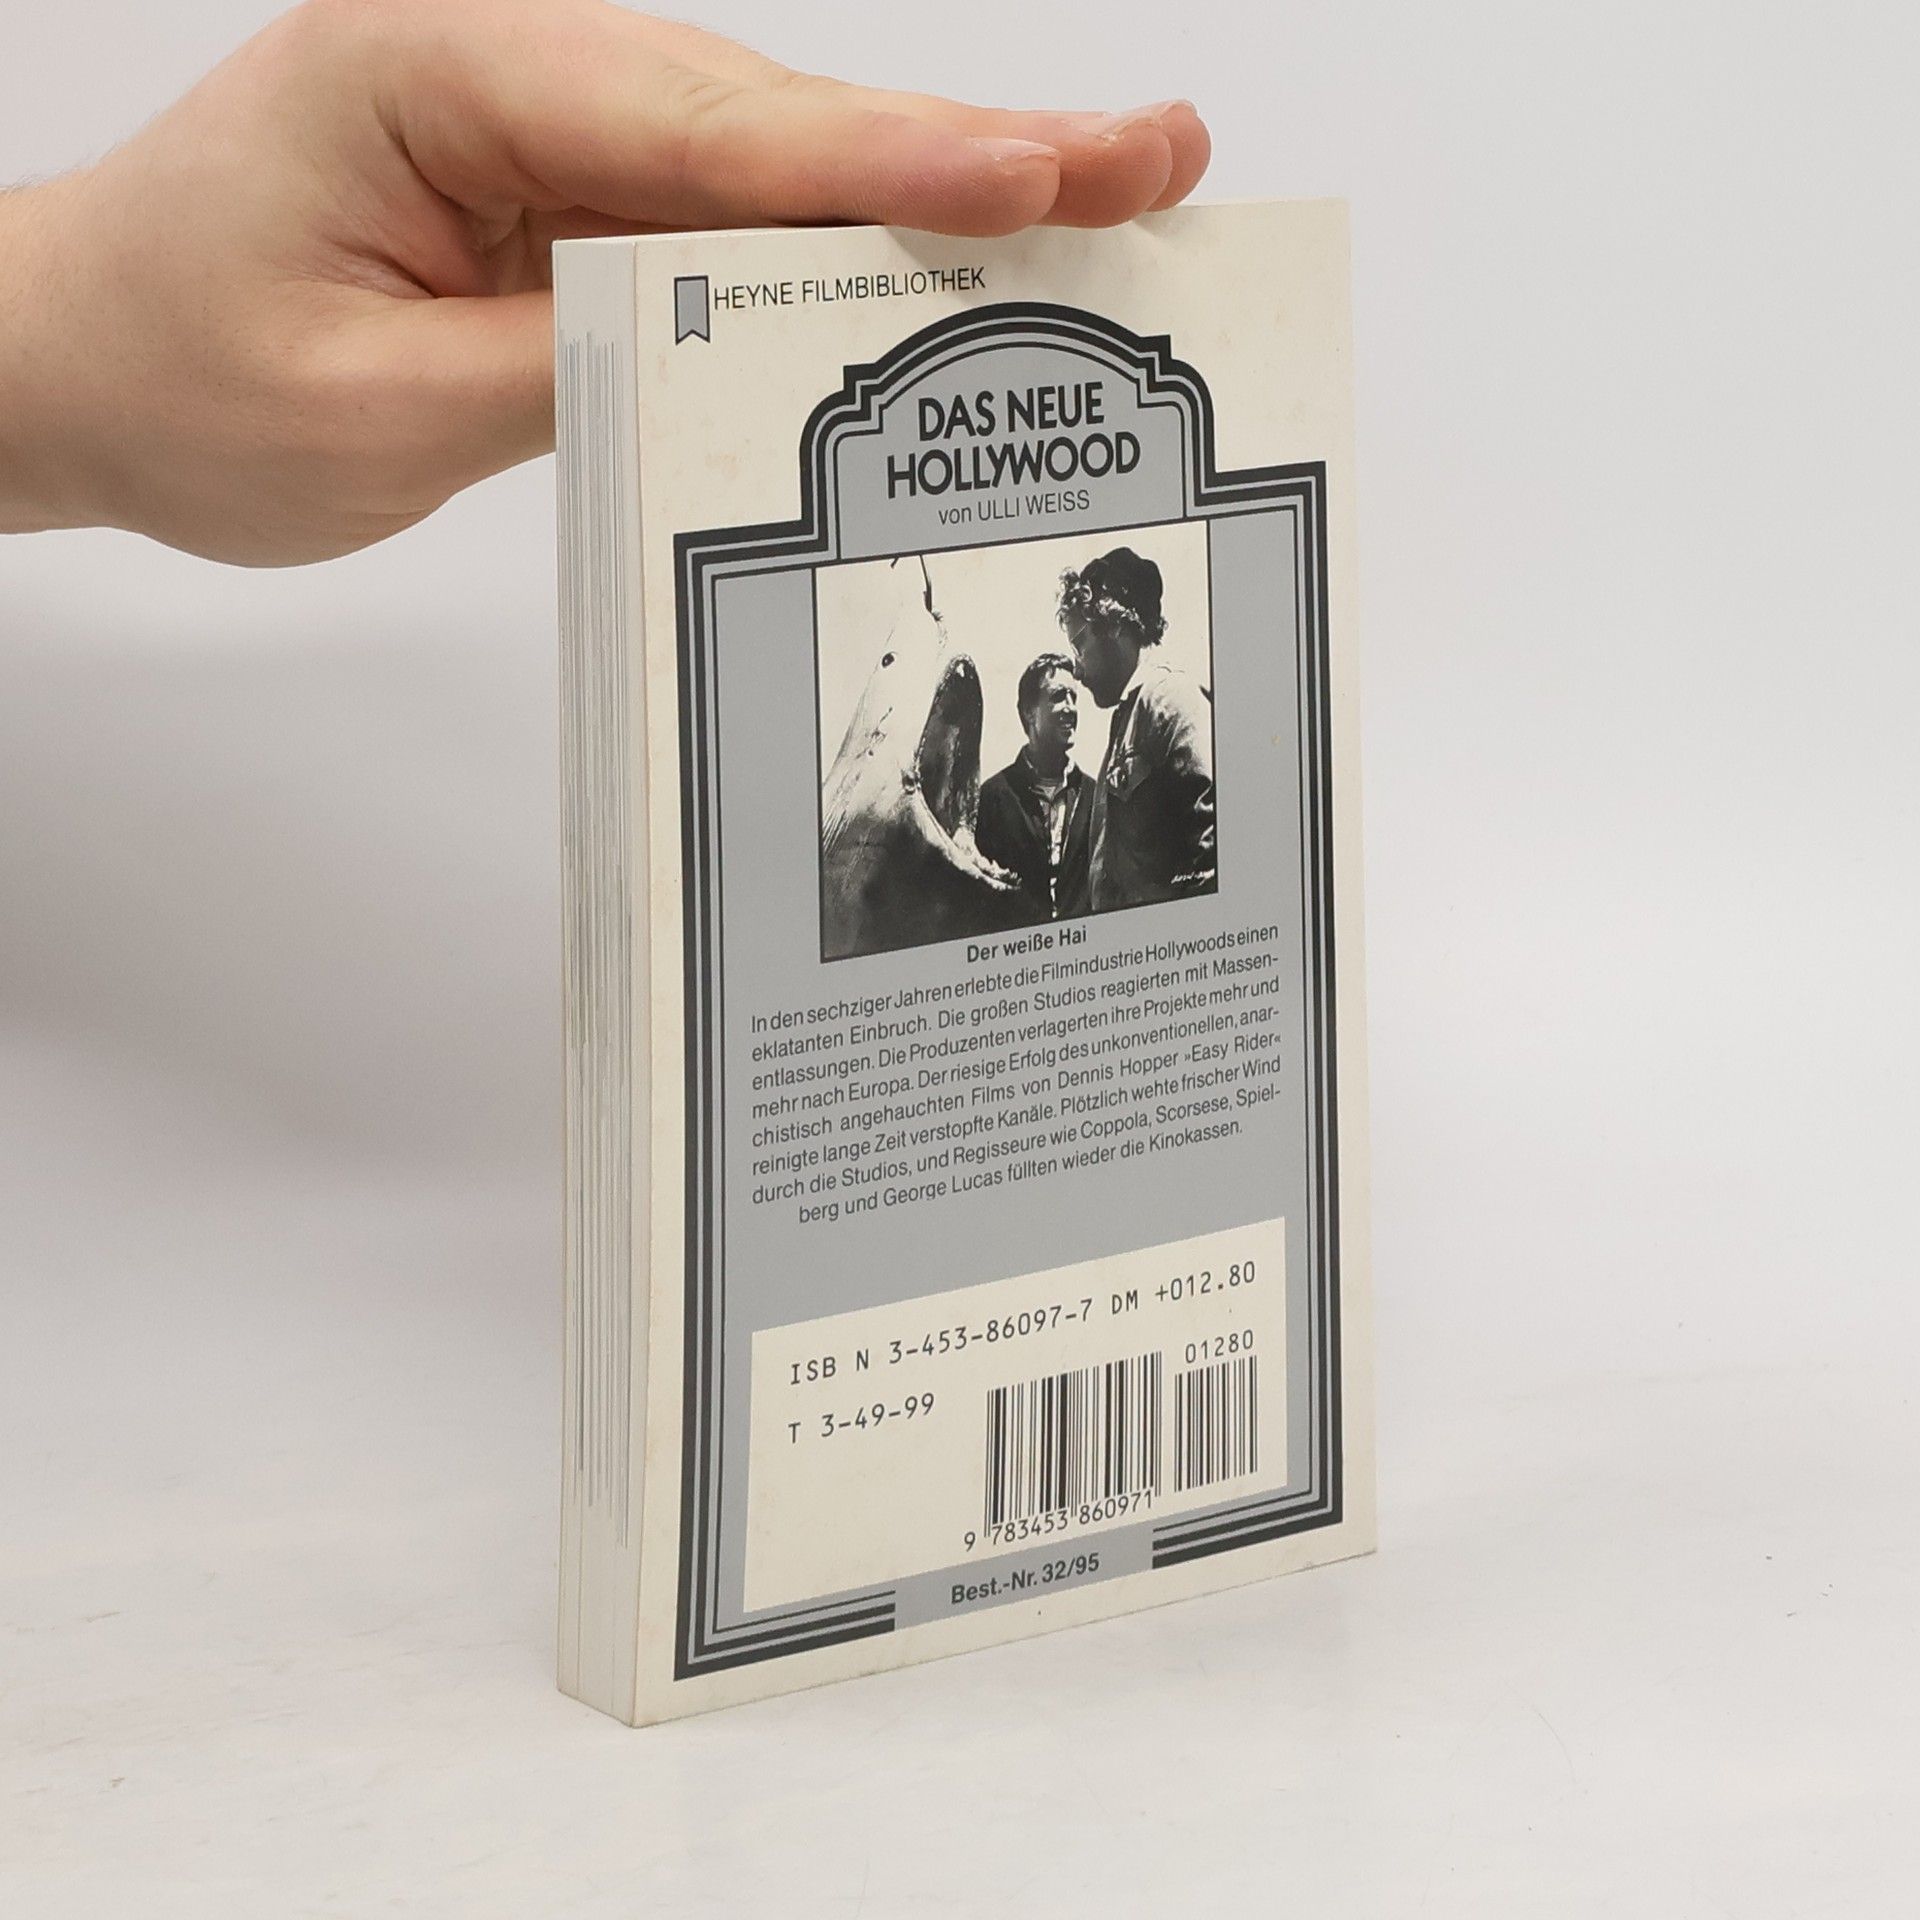 HEYNE FILMBIBLIOTHEK
DAS NEUE
HOLLYWOOD
von ULLI WEISS
Der weiße Hai
In den sechziger Jahren erlebte die Filmindustrie Hollywoods einen
eklatanten Einbruch. Die großen Studios reagierten mit Massen-
entlassungen. Die Produzenten verlagerten ihre Projekte mehr und
mehr nach Europa. Der riesige Erfolg des unkonventionellen, anar-
chistisch angehauchten Films von Dennis Hopper »Easy Rider«
reinigte lange Zeit verstopfte Kanäle. Plötzlich wehte frischer Wind
durch die Studios, und Regisseure wie Coppola, Scorsese, Spiel-
berg und George Lucas füllten wieder die Kinokassen.
ISB N 3-453-86097-7 DM +012.80
T 3-49-99
01280
9 783453 860971
Best.-Nr. 32/95